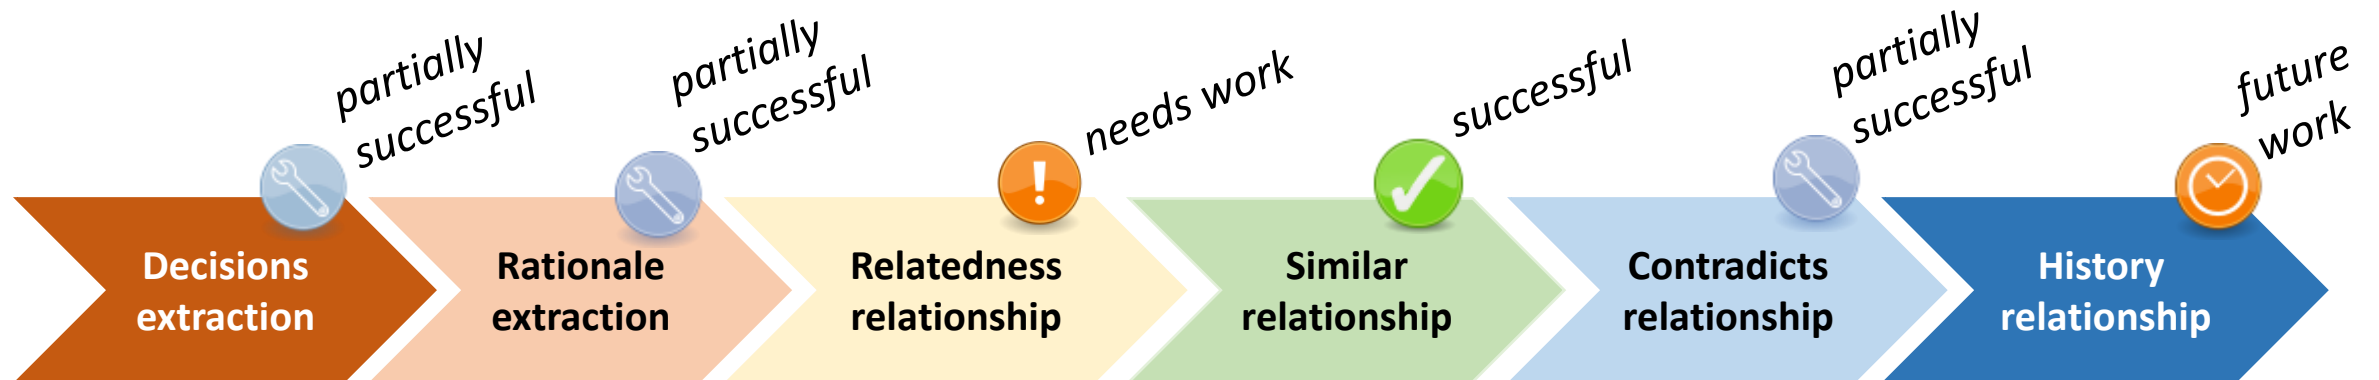 partially
successful
partially
successful
needs work
successful
partially
successful
future
work
Decisions
extraction
Rationale
extraction
Relatedness
relationship
Similar
relationship
Contradicts
relationship
History
relationship